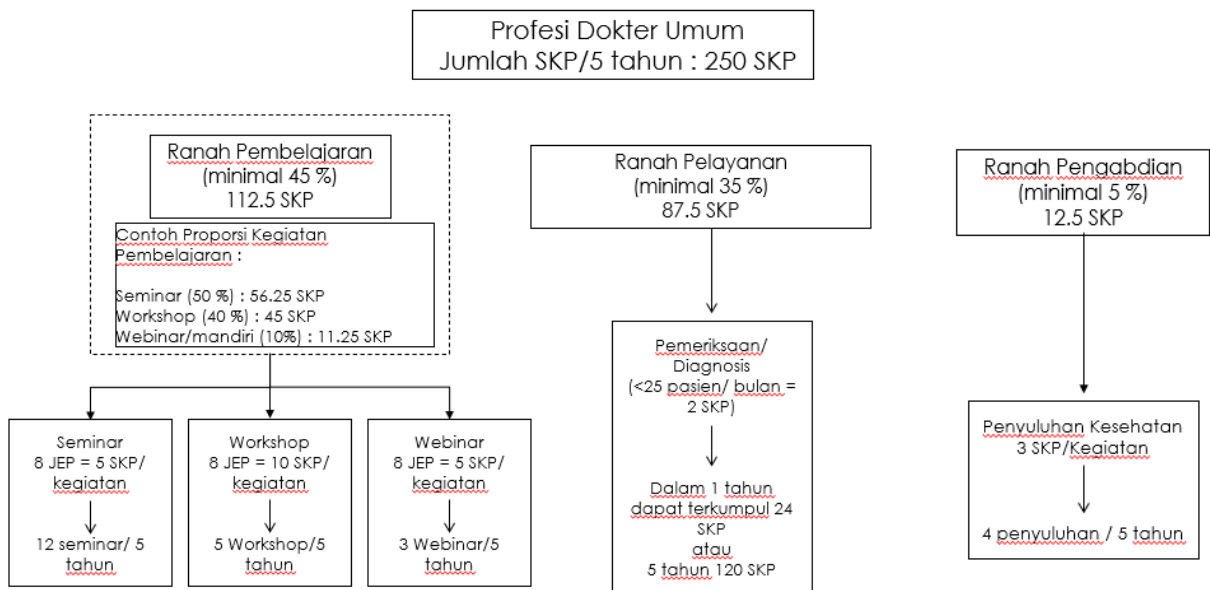 Profesi Dokter Umum
Jumlah SKP/5 tahun : 250 SKP
Ranah Pembelajaran
(minimal 45 %)
112.5 SKP
Contoh Proporsi Kegiatan
Pembelajaran :
Seminar (50 %) : 56.25 SKP
Workshop (40 %) : 45 SKP
Webinar/mandiri (10%) : 11.25 SKP
Seminar
8 JEP = 5 SKP/
kegiatan
12 seminar/ 5
tahun
Workshop
8 JEP = 10 SKP/
kegiatan
5 Workshop/5
tahun
Webinar
8 JEP = 5 SKP/
kegiatan
3 Webinar/5
tahun
Ranah Pelayanan
(minimal 35 %)
87.5 SKP
Pemeriksaan/
Diagnosis
(<25 pasien/ bulan =
2 SKP)
Dalam 1 tahun
dapat terkumpul 24
SKP
atau
5 tahun 120 SKP
Ranah Pengabdian
(minimal 5 %)
12.5 SKP
Penyuluhan Kesehatan
3 SKP/Kegiatan
4 penyuluhan / 5 tahun